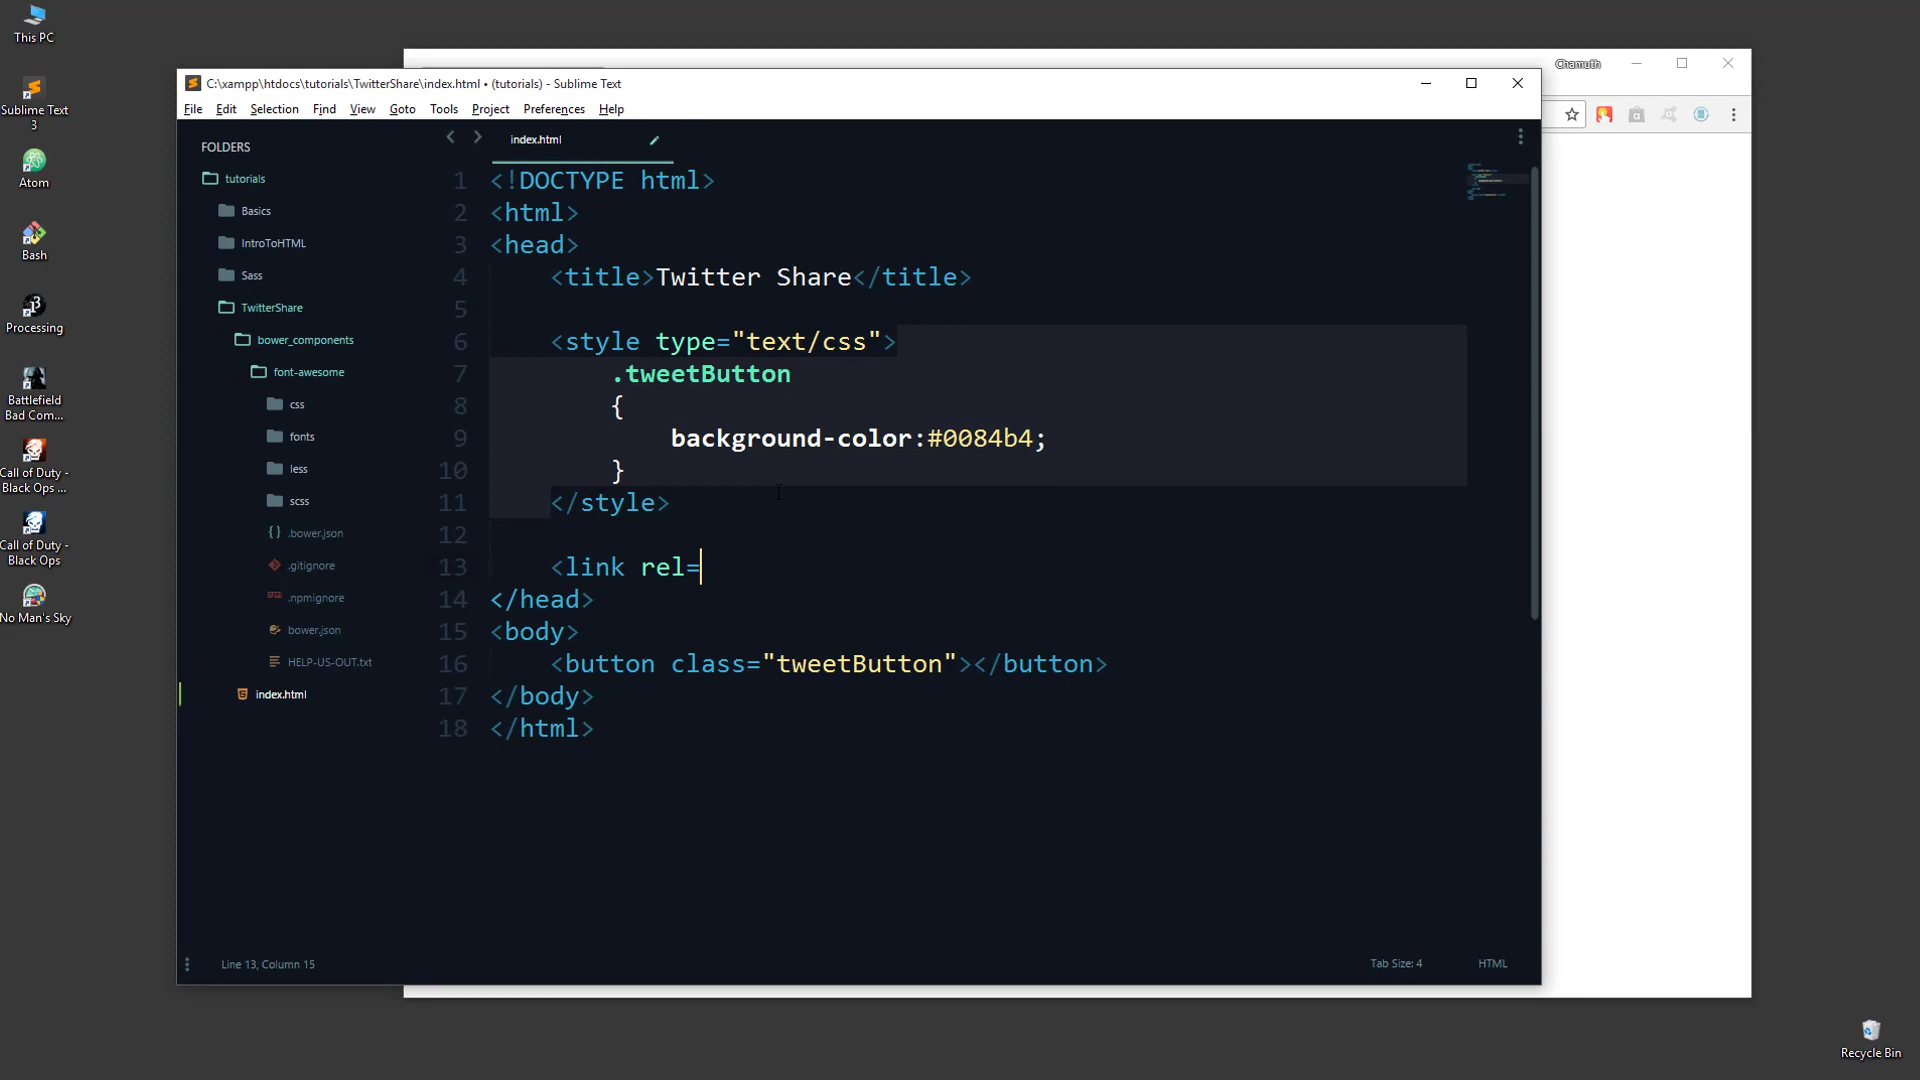 This PC
Sublime Text
3
Atom
Bash
Processing
Battlefield
Bad Com...
Call of Duty -
Black Ops ...
Call of Duty -
Black Ops
No Man's Sky
Chamuth
C:\xampp\htdocs\tutorials\TwitterShare\index.html • (tutorials) - Sublime Text
File Edit Selection Find View Goto Tools Project Preferences Help
FOLDERS
tutorials
Basics
IntroToHTML
Sass
TwitterShare
bower_components
font-awesome
css
fonts
less
scss
.bower.json
.gitignore
.npmignore
bower.json
HELP-US-OUT.txt
index.html
index.html
1 <!DOCTYPE html>
2 <html>
3 <head>
4 <title>Twitter Share</title>
5
6 <style type="text/css">
7 .tweetButton
8 {
9 background-color:#0084b4;
10 }
11 </style>
12
13 <link rel=
14 </head>
15 <body>
16 <button class="tweetButton"></button>
17 </body>
18 </html>
Line 13, Column 15
Tab Size: 4
HTML
Recycle Bin